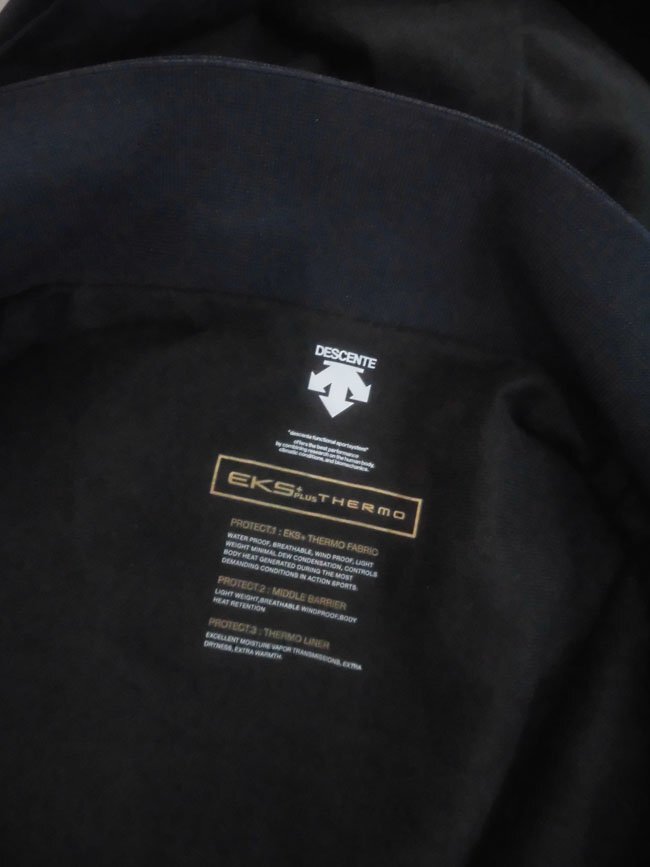 DESCENTE
"descente functional sportsystem"
offers the best performance
by combining research on the human body,
climatic conditions, and biomechanics.
EKS+
PLUS THERMO
PROTECT.1 : EKS+ THERMO FABRIC
WATER PROOF, BREATHABLE, WIND PROOF, LIGHT
WEIGHT MINIMAL DEW CONDENSATION, CONTROLS
BODY HEAT GENERATED DURING THE MOST
DEMANDING CONDITIONS IN ACTION SPORTS.
PROTECT.2 : MIDDLE BARRIER
LIGHT WEIGHT,BREATHABLE WINDPROOF,BODY
HEAT RETENTION
PROTECT.3 : THERMO LINER
EXCELLENT MOISTURE VAPOR TRANSMISSIONS, EXTRA
DRYNESS, EXTRA WARMTH.